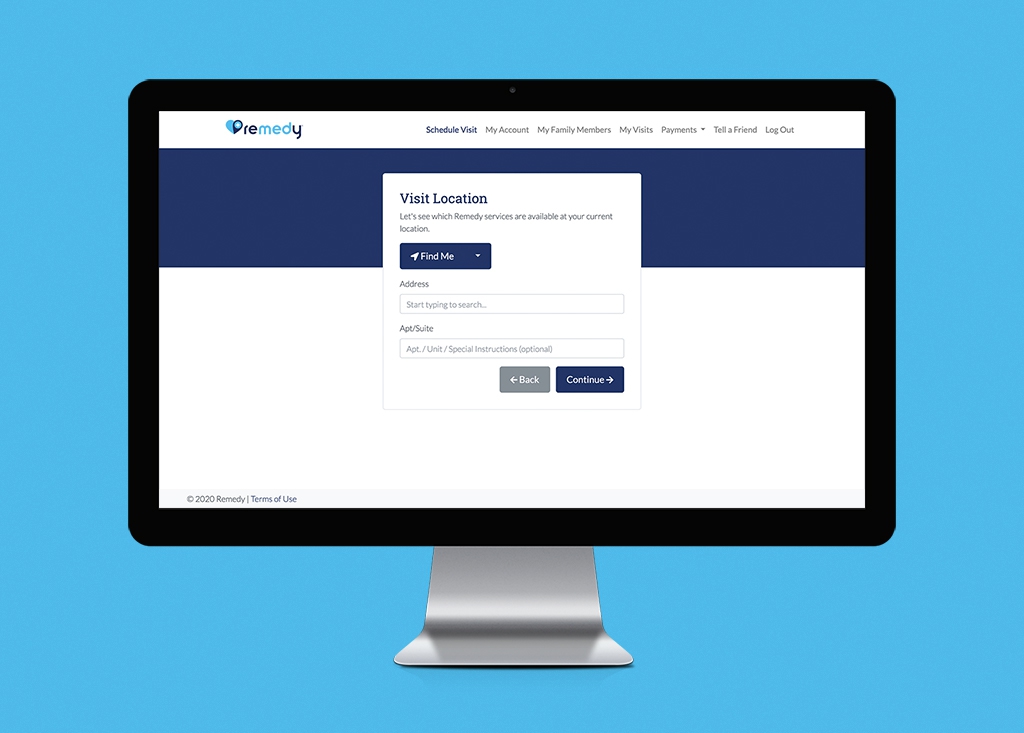 remedy
Schedule Visit My Account My Family Members My Visits Payments Tell a Friend Log Out
Visit Location
Let's see which Remedy services are available at your current
location.
Find Me
Address
Start typing to search...
Apt/Suite
Apt. / Unit / Special Instructions (optional)
Back Continue
© 2020 Remedy | Terms of Use